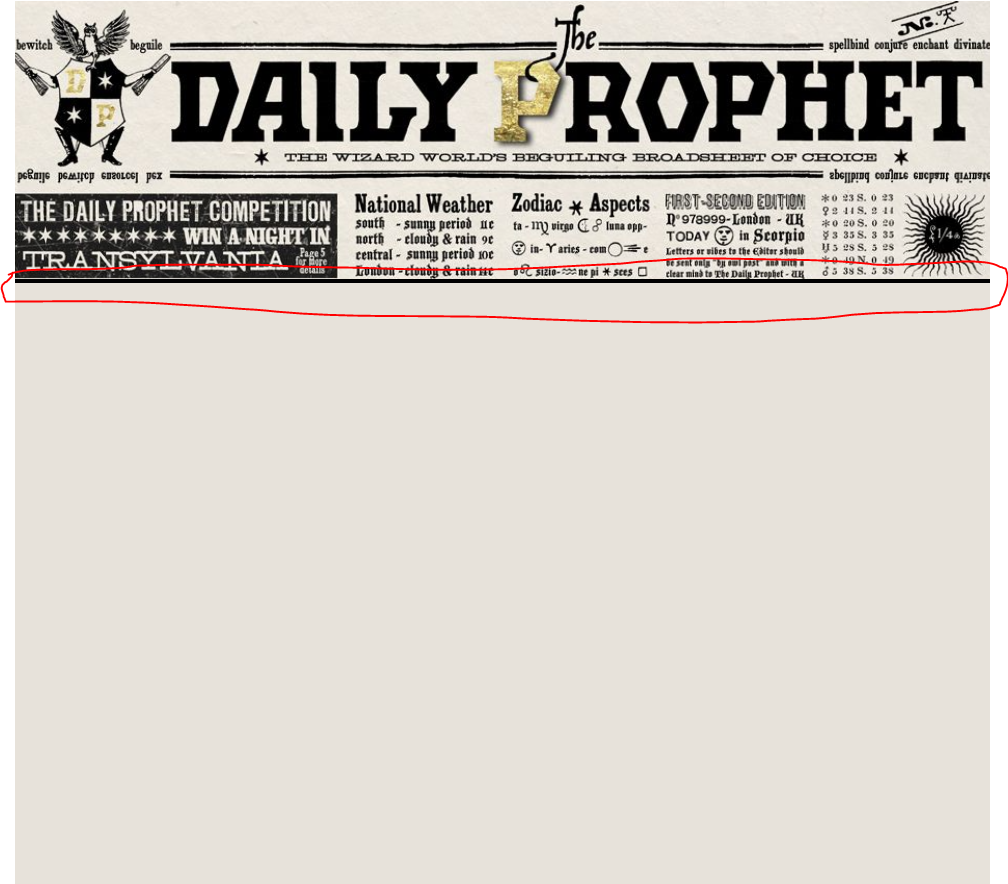 The
No.
bewitch beguile
spellbind conjure enchant divinate
DAILY PROPHET
D
P
THE WIZARD WORLD'S BEGUILING BROADSHEET OF CHOICE
beguile bewitch ensorcel hex
spellbind conjure enchant divinate
THE DAILY PROPHET COMPETITION
WIN A NIGHT IN
TRANSYLVANIA
Page 5
for More
details
National Weather
south - sunny period 11c
north - cloudy & rain 9c
central - sunny period 10c
London - cloudy & rain 11c
Zodiac Aspects
ta - ♏ virgo luna opp-
in- ♈ aries - com e
sizio- ne pi sces
FIRST-SECOND EDITION
No 978999 - London - UK
TODAY in Scorpio
Letters or vibes to the Editor should
be sent only "by owl post" and with a
clear mind to The Daily Prophet - UK
0 23 S. 0 23
♀ 2 44 S. 2 44
0 20 S. 0 20
♀ 3 35 S. 3 35
5 28 S. 5 28
0 49 N. 0 49
♂ 5 38 S. 5 38